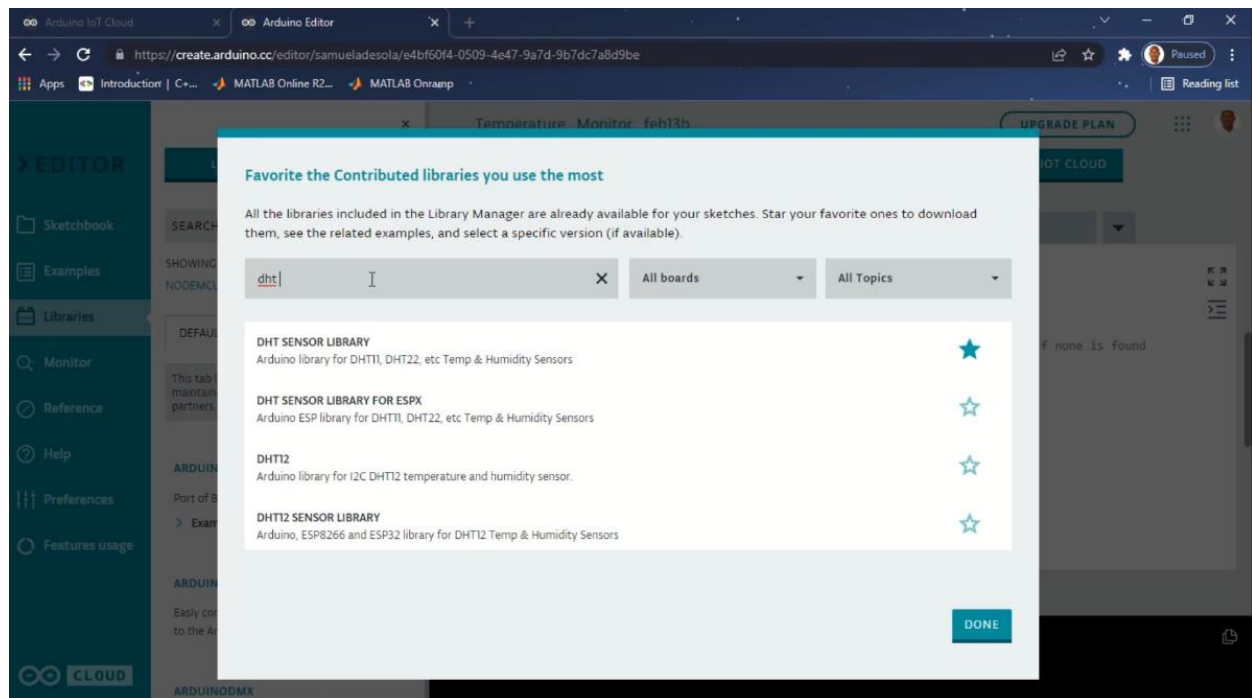 Arduino IoT Cloud
Arduino Editor
https://create.arduino.cc/editor/samueladesola/e4bf60f4-0509-4e47-9a7d-9b7dc7a8d9be
Paused
Apps
Introduction | C+...
MATLAB Online R2...
MATLAB Onramp
Reading list
Temperature_Monitor_feb13b
UPGRADE PLAN
EDITOR
IOT CLOUD
Sketchbook
Examples
Libraries
Monitor
Reference
Help
Preferences
Features usage
CLOUD
SEARCH
SHOWING
NODEMCU
DEFAUL
This tab
maintain
partners.
ARDUIN
Port of B
Exam
ARDUIN
Easly con
to the Ar
ARDUINODMX
Favorite the Contributed libraries you use the most
All the libraries included in the Library Manager are already available for your sketches. Star your favorite ones to download
them, see the related examples, and select a specific version (if available).
dht
All boards
All Topics
DHT SENSOR LIBRARY
Arduino library for DHT11, DHT22, etc Temp & Humidity Sensors
DHT SENSOR LIBRARY FOR ESPX
Arduino ESP library for DHT11, DHT22, etc Temp & Humidity Sensors
DHT12
Arduino library for I2C DHT12 temperature and humidity sensor.
DHT12 SENSOR LIBRARY
Arduino, ESP8266 and ESP32 library for DHT12 Temp & Humidity Sensors
DONE
f none is found